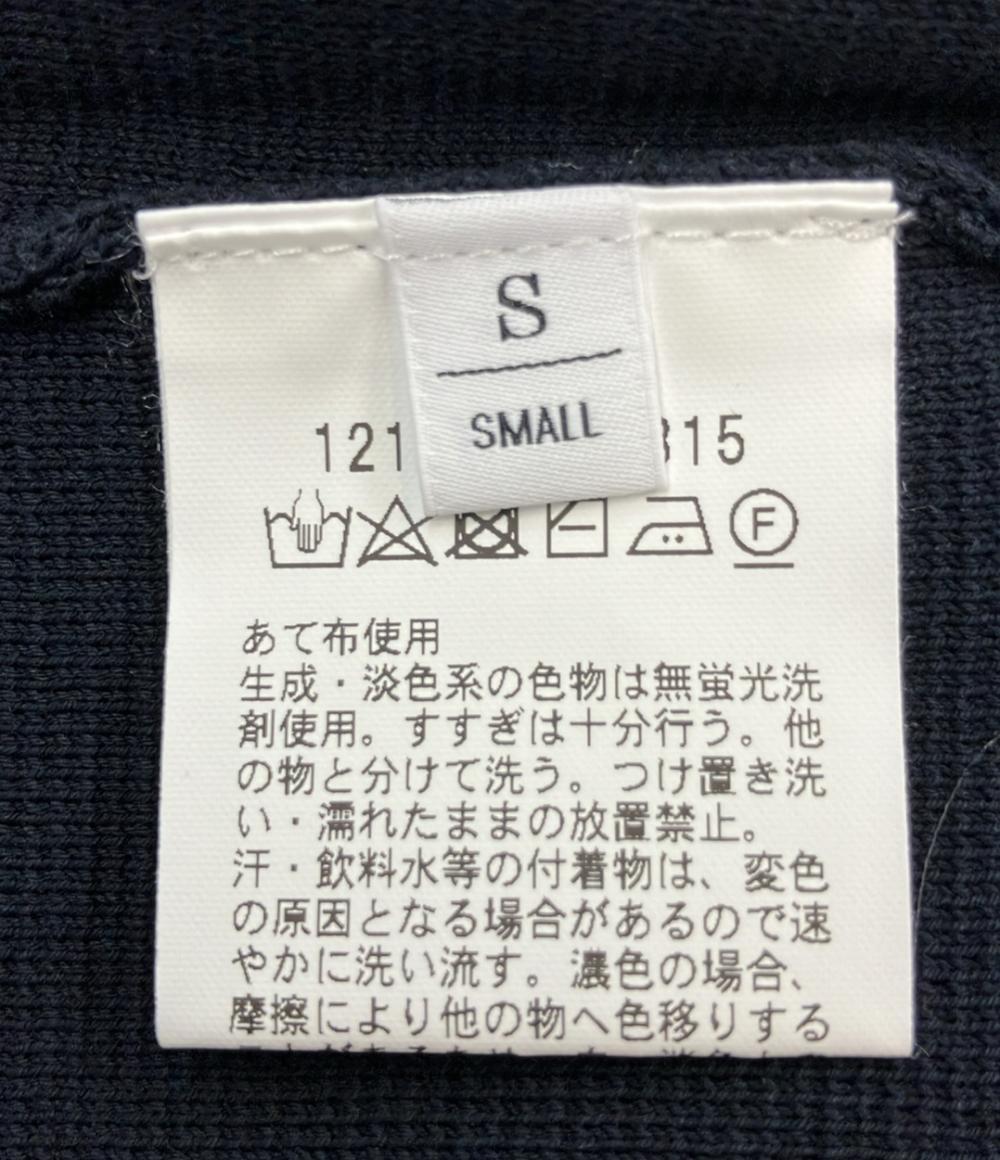 S
SMALL
121 315
F
あて布使用
生成・淡色系の色物は無蛍光洗
剤使用。すすぎは十分行う。他
の物と分けて洗う。つけ置き洗
い・濡れたままの放置禁止。
汗・飲料水等の付着物は、変色
の原因となる場合があるので速
やかに洗い流す。濃色の場合、
摩擦により他の物へ色移りする